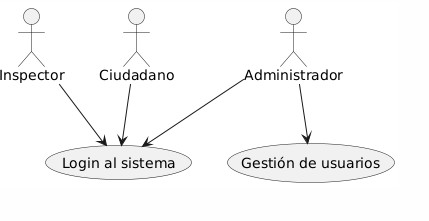 Inspector
Ciudadano
Administrador
Login al sistema
Gestión de usuarios